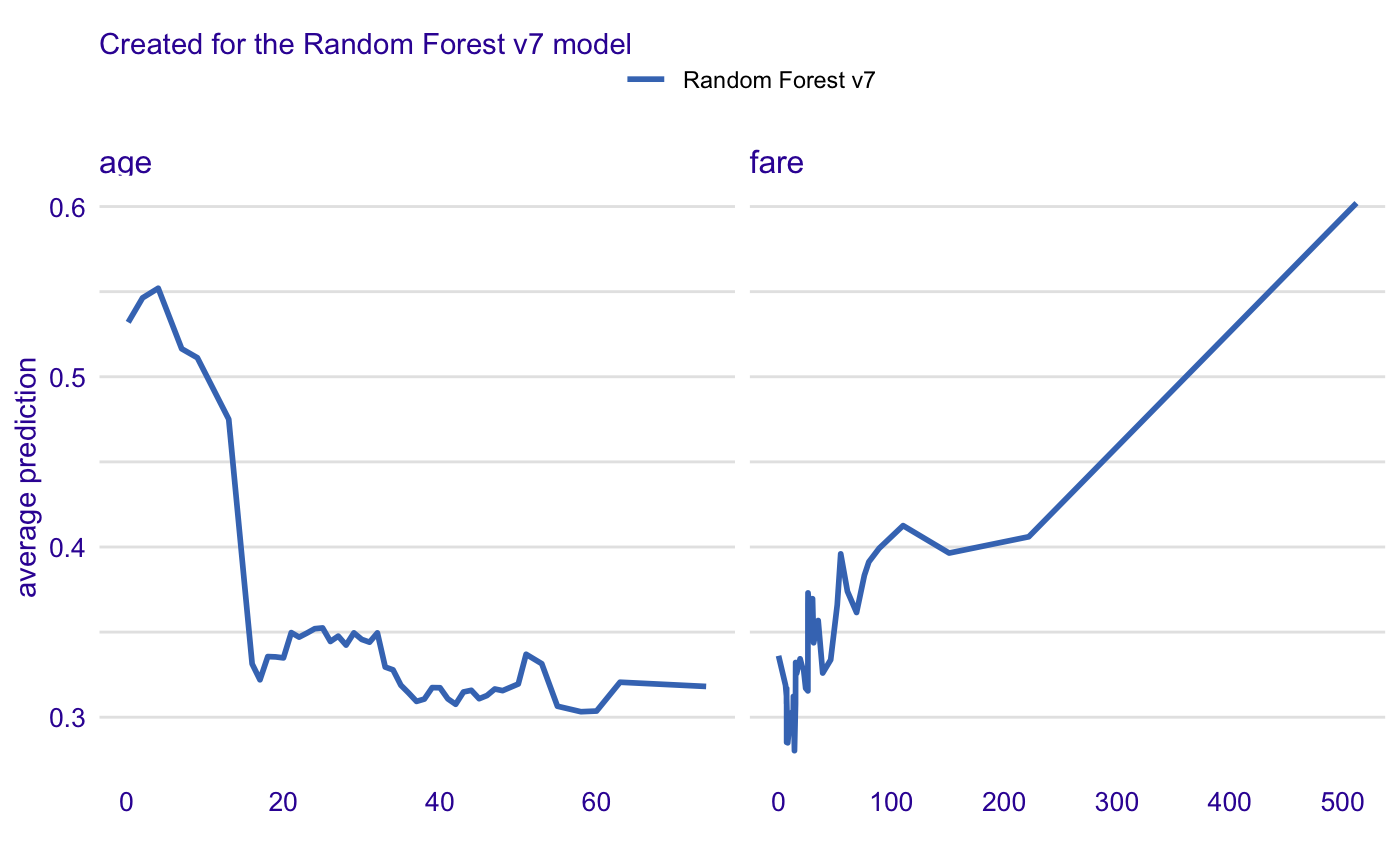 Created for the Random Forest v7 model
Random Forest v7
age
fare
average prediction
0.6
0.5
0.4
0.3
0 20 40 60
0 100 200 300 400 500